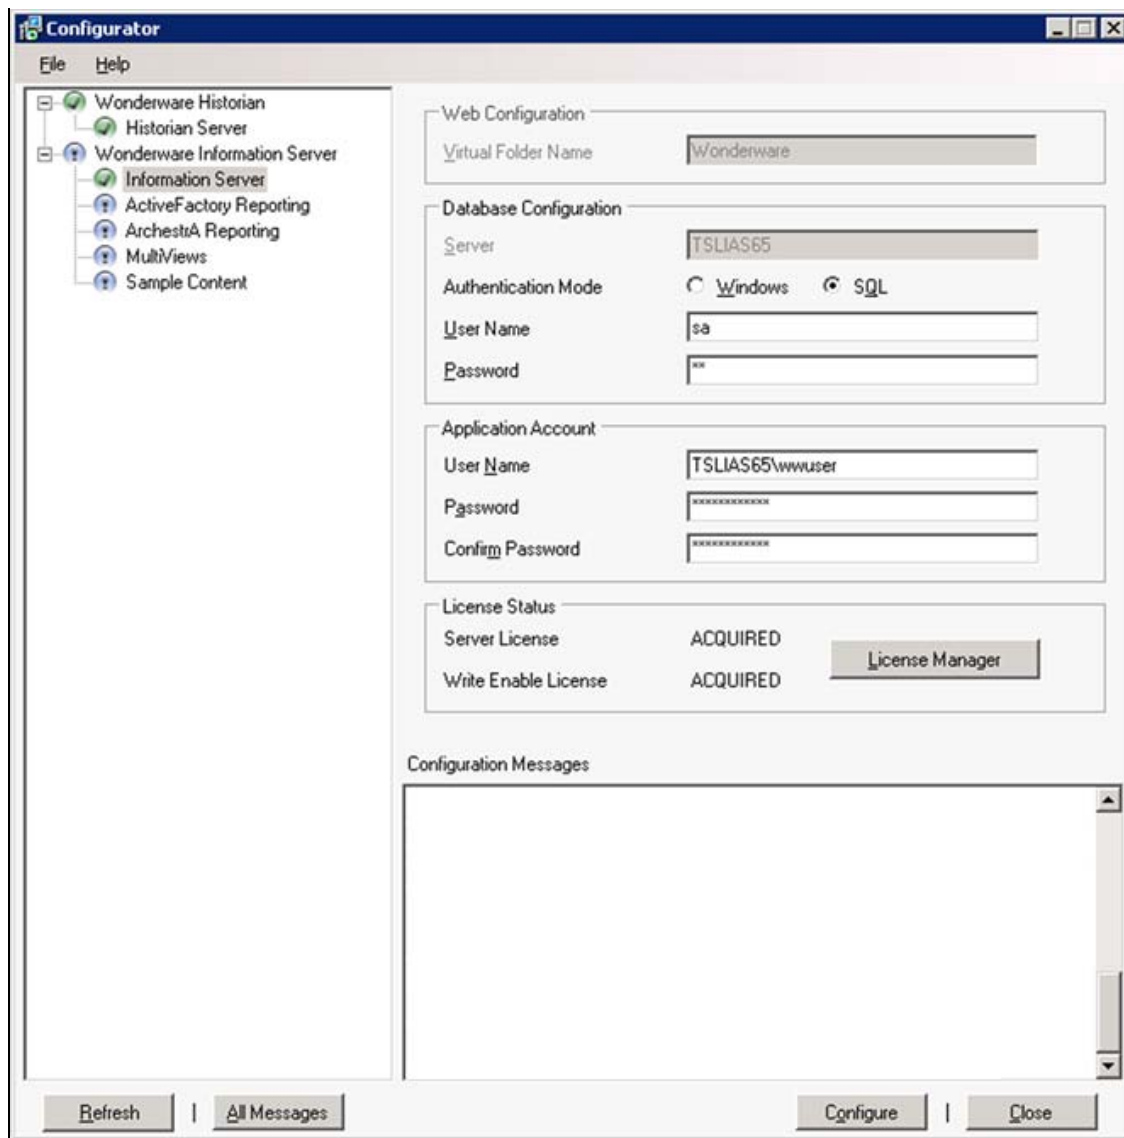 Configurator
File Help
Wonderware Historian
Historian Server
Wonderware Information Server
Information Server
ActiveFactory Reporting
ArchestrA Reporting
MultiViews
Sample Content
Web Configuration
Virtual Folder Name Wonderware
Database Configuration
Server TSLIAS65
Authentication Mode Windows SQL
User Name sa
Password **
Application Account
User Name TSLIAS65\wwuser
Password ************
Confirm Password ************
License Status
Server License ACQUIRED
License Manager
Write Enable License ACQUIRED
Configuration Messages
Refresh | All Messages Configure | Close